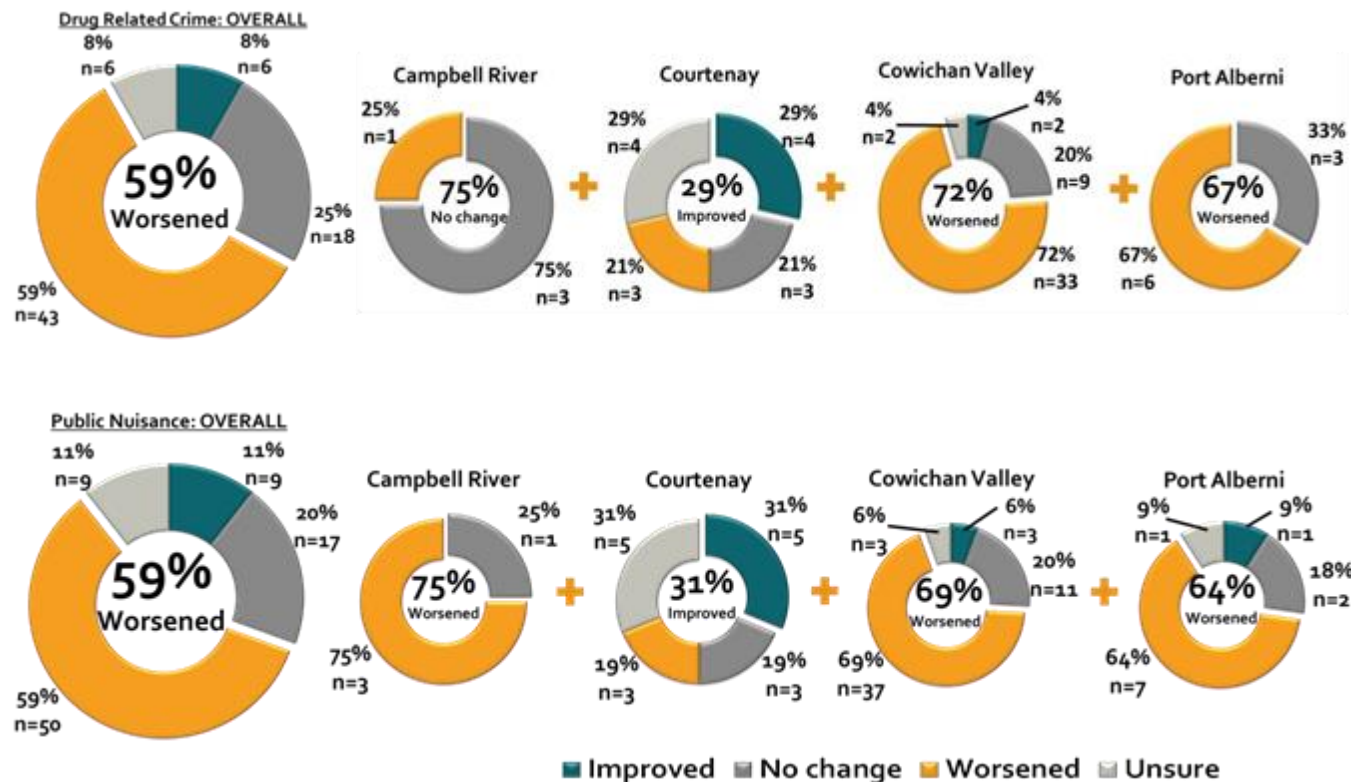 Drug Related Crime: OVERALL
8%
n=6
8%
n=6
25%
n=18
59%
n=43
59%
Worsened
Campbell River
25%
n=1
75%
No change
75%
n=3
Courtenay
29%
n=4
29%
n=4
29%
Improved
21%
n=3
21%
n=3
Cowichan Valley
4%
n=2
4%
n=2
20%
n=9
72%
Worsened
72%
n=33
Port Alberni
33%
n=3
67%
Worsened
67%
n=6
Public Nuisance: OVERALL
11%
n=9
11%
n=9
20%
n=17
59%
Worsened
59%
n=50
Campbell River
25%
n=1
75%
Worsened
75%
n=3
Courtenay
31%
n=5
31%
n=5
31%
Improved
19%
n=3
19%
n=3
Cowichan Valley
6%
n=3
6%
n=3
20%
n=11
69%
Worsened
69%
n=37
Port Alberni
9%
n=1
9%
n=1
18%
n=2
64%
Worsened
64%
n=7
Improved No change Worsened Unsure